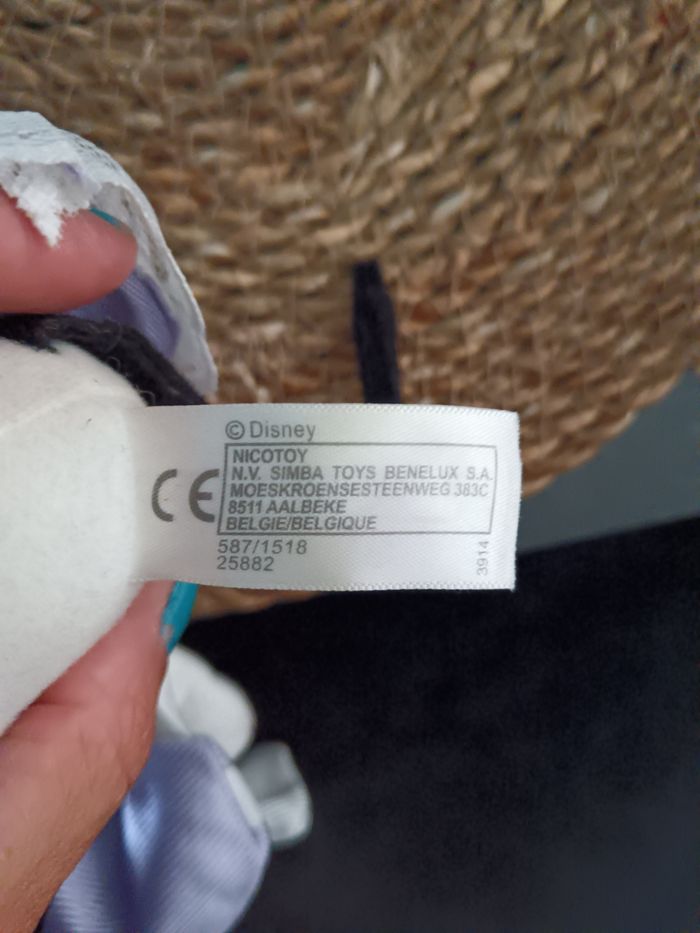 © Disney
CE
NICOTOY
N.V. SIMBA TOYS BENELUX S.A.
MOESKROENSESTEENWEG 383C
8511 AALBEKE
BELGIE/BELGIQUE
587/1518
25882
3914